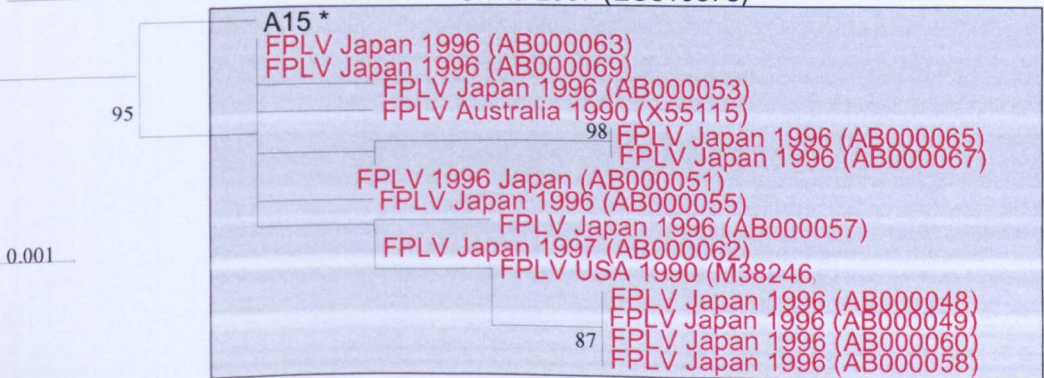 A15 *
FPLV Japan 1996 (AB000063)
FPLV Japan 1996 (AB000069)
FPLV Japan 1996 (AB000053)
95
FPLV Australia 1990 (X55115)
98 FPLV Japan 1996 (AB000065)
FPLV Japan 1996 (AB000067)
FPLV 1996 Japan (AB000051)
FPLV Japan 1996 (AB000055)
FPLV Japan 1996 (AB000057)
0.001 FPLV Japan 1997 (AB000062)
FPLV USA 1990 (M38246,
FPLV Japan 1996 (AB000048)
FPLV Japan 1996 (AB000049)
87 FPLV Japan 1996 (AB000060)
FPLV Japan 1996 (AB000058)